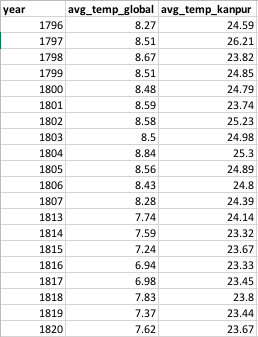 year avg_temp_global avg_temp_kanpur
1796 8.27 24.59
1797 8.51 26.21
1798 8.67 23.82
1799 8.51 24.85
1800 8.48 24.79
1801 8.59 23.74
1802 8.58 25.23
1803 8.5 24.98
1804 8.84 25.3
1805 8.56 24.89
1806 8.43 24.8
1807 8.28 24.39
1813 7.74 24.14
1814 7.59 23.32
1815 7.24 23.67
1816 6.94 23.33
1817 6.98 23.45
1818 7.83 23.8
1819 7.37 23.44
1820 7.62 23.67